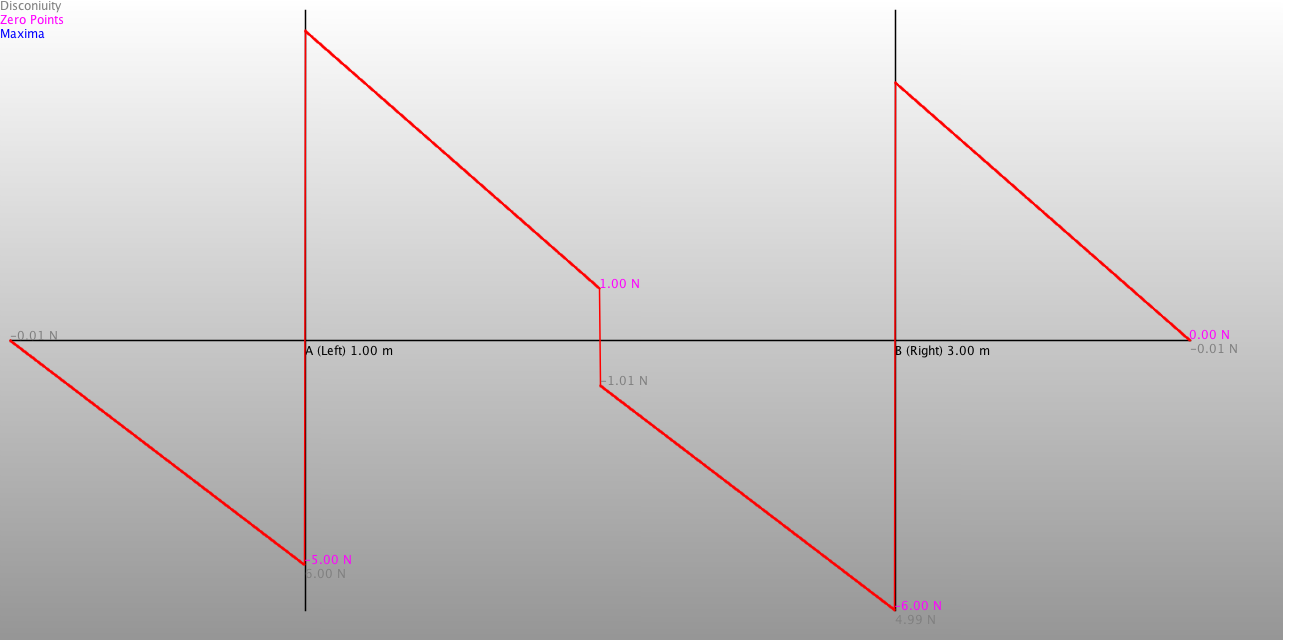 Disconiuity
Zero Points
Maxima
1.00 N
-0.01 N
0.00 N
-0.01 N
A (Left) 1.00 m
B (Right) 3.00 m
-1.01 N
-5.00 N
6.00 N
-6.00 N
4.99 N